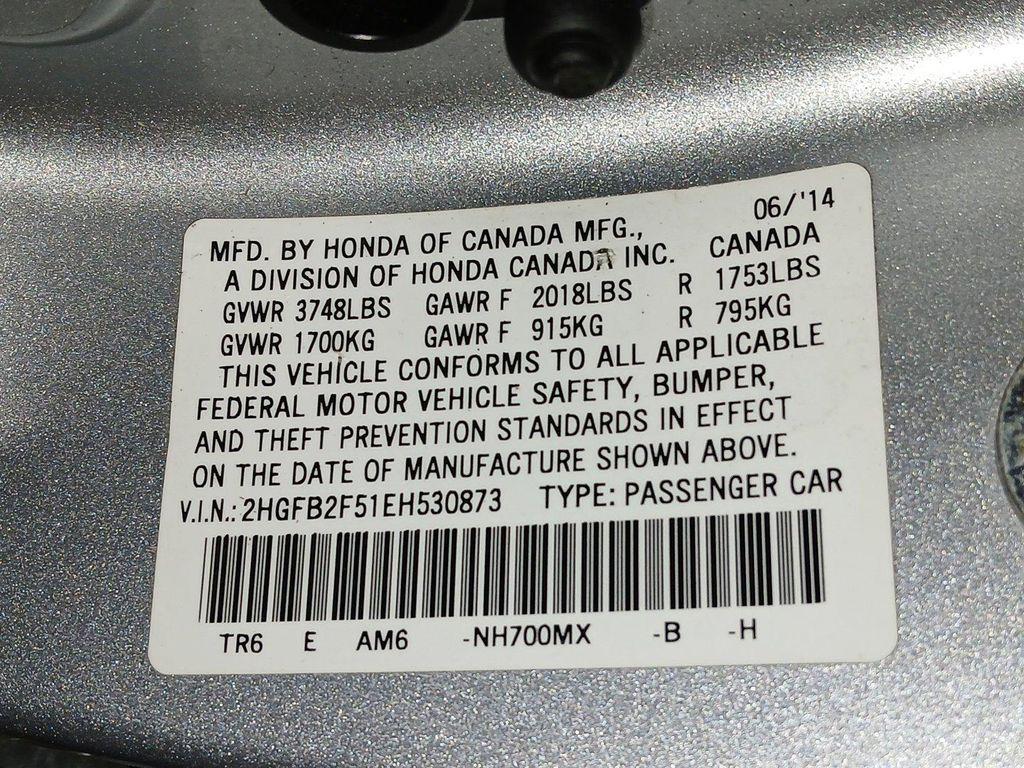 06/'14
MFD. BY HONDA OF CANADA MFG.,
A DIVISION OF HONDA CANADA INC. CANADA
GVWR 3748LBS GAWR F 2018LBS R 1753LBS
GVWR 1700KG GAWR F 915KG R 795KG
THIS VEHICLE CONFORMS TO ALL APPLICABLE
FEDERAL MOTOR VEHICLE SAFETY, BUMPER,
AND THEFT PREVENTION STANDARDS IN EFFECT
ON THE DATE OF MANUFACTURE SHOWN ABOVE.
V.I.N.: 2HGFB2F51EH530873 TYPE: PASSENGER CAR
TR6 E AM6 -NH700MX -B -H